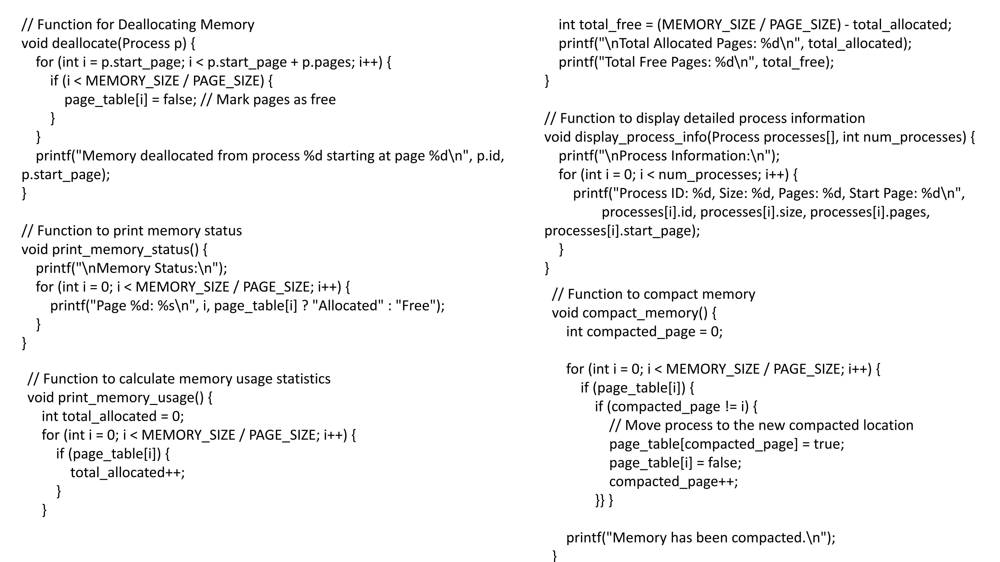 // Function for Deallocating Memory
void deallocate(Process p) {
    for (int i = p.start_page; i < p.start_page + p.pages; i++) {
        if (i < MEMORY_SIZE / PAGE_SIZE) {
            page_table[i] = false; // Mark pages as free
        }
    }
    printf("Memory deallocated from process %d starting at page %d\n", p.id,
p.start_page);
}

// Function to print memory status
void print_memory_status() {
    printf("\nMemory Status:\n");
    for (int i = 0; i < MEMORY_SIZE / PAGE_SIZE; i++) {
        printf("Page %d: %s\n", i, page_table[i] ? "Allocated" : "Free");
    }
}

// Function to calculate memory usage statistics
void print_memory_usage() {
    int total_allocated = 0;
    for (int i = 0; i < MEMORY_SIZE / PAGE_SIZE; i++) {
        if (page_table[i]) {
            total_allocated++;
        }
    }
    int total_free = (MEMORY_SIZE / PAGE_SIZE) - total_allocated;
    printf("\nTotal Allocated Pages: %d\n", total_allocated);
    printf("Total Free Pages: %d\n", total_free);
}

// Function to display detailed process information
void display_process_info(Process processes[], int num_processes) {
    printf("\nProcess Information:\n");
    for (int i = 0; i < num_processes; i++) {
        printf("Process ID: %d, Size: %d, Pages: %d, Start Page: %d\n",
                processes[i].id, processes[i].size, processes[i].pages,
processes[i].start_page);
    }
}
// Function to compact memory
void compact_memory() {
    int compacted_page = 0;

    for (int i = 0; i < MEMORY_SIZE / PAGE_SIZE; i++) {
        if (page_table[i]) {
            if (compacted_page != i) {
                // Move process to the new compacted location
                page_table[compacted_page] = true;
                page_table[i] = false;
                compacted_page++;
            }} }

    printf("Memory has been compacted.\n");
}